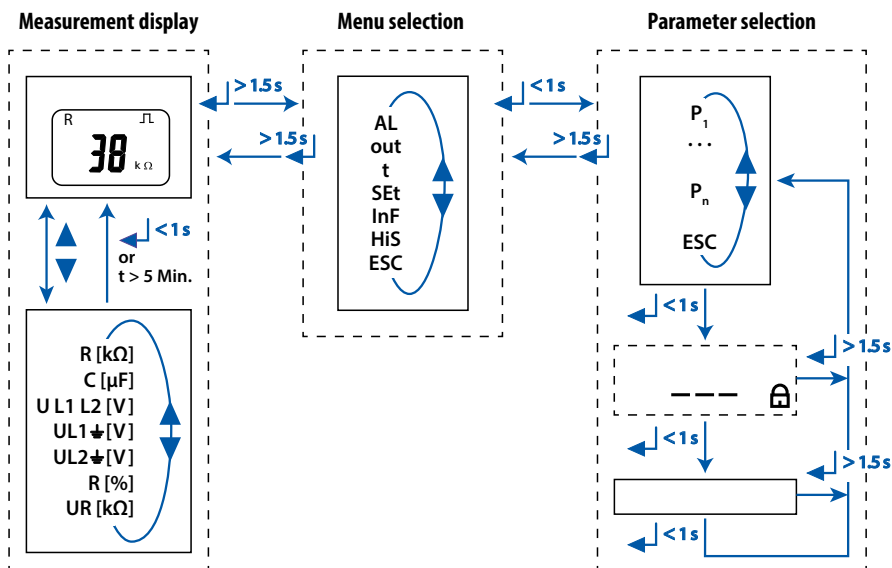 Measurement display
Menu selection
Parameter selection
R
38
kΩ
> 1.5 s
> 1.5 s
< 1 s
or
t > 5 Min.
R [kΩ]
C [µF]
U L1 L2 [V]
UL1⏚[V]
UL2⏚[V]
R [%]
UR [kΩ]
AL
out
t
SEt
InF
HiS
ESC
< 1 s
> 1.5 s
P1
...
Pn
ESC
< 1 s
> 1.5 s
– – –
< 1 s
> 1.5 s
< 1 s